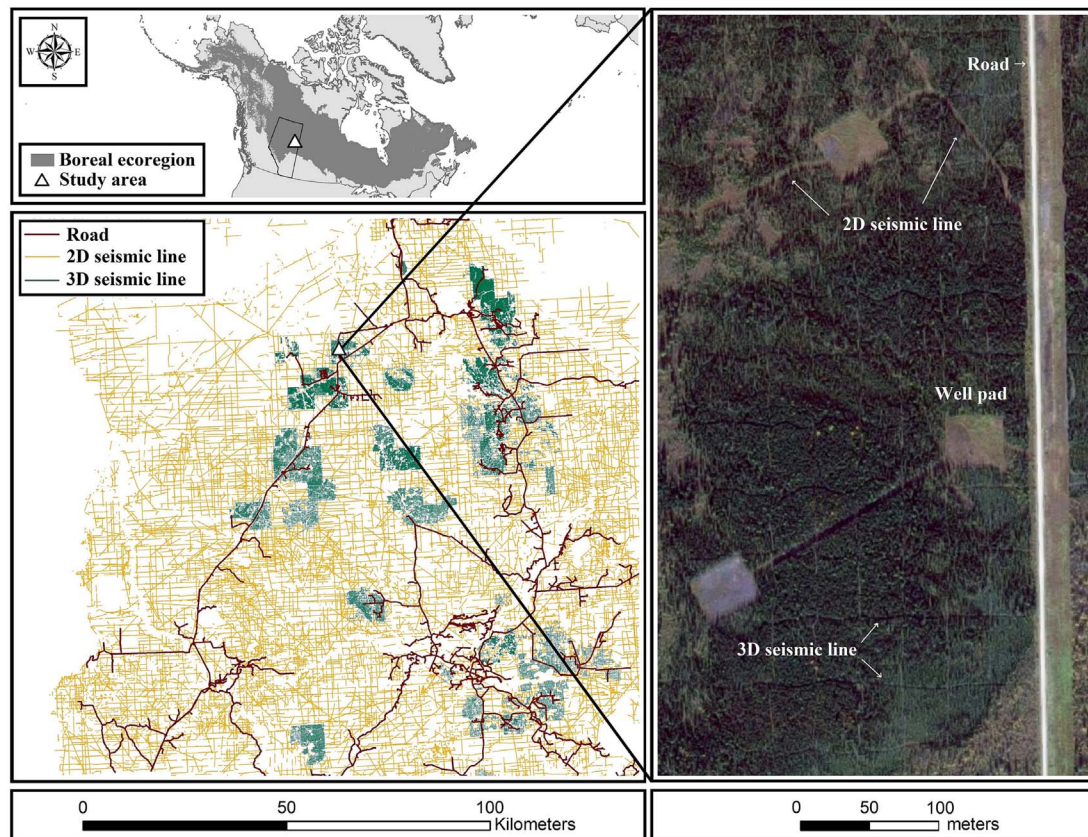 N
W E
S
Boreal ecoregion
Study area
Road
2D seismic line
3D seismic line
0 50 100
Kilometers
Road
2D seismic line
Well pad
3D seismic line
0 50 100
meters